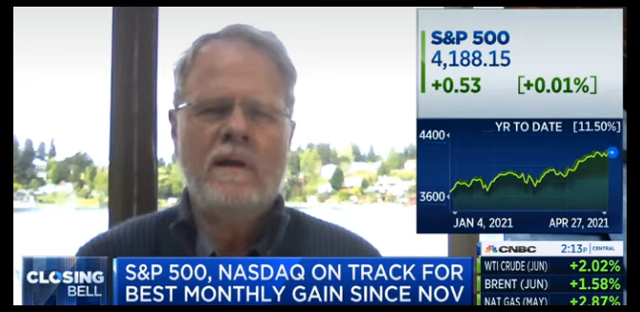 S&P 500
4,188.15
+0.53 [+0.01%]
YR TO DATE [11.50%]
4400
3600
JAN 4, 2021 APR 27, 2021
CNBC 2:13P CENTRAL
WTI CRUDE (JUN) +2.02%
BRENT (JUN) +1.58%
NAT GAS (MAY) +2.87%
CLOSING
BELL
S&P 500, NASDAQ ON TRACK FOR
BEST MONTHLY GAIN SINCE NOV